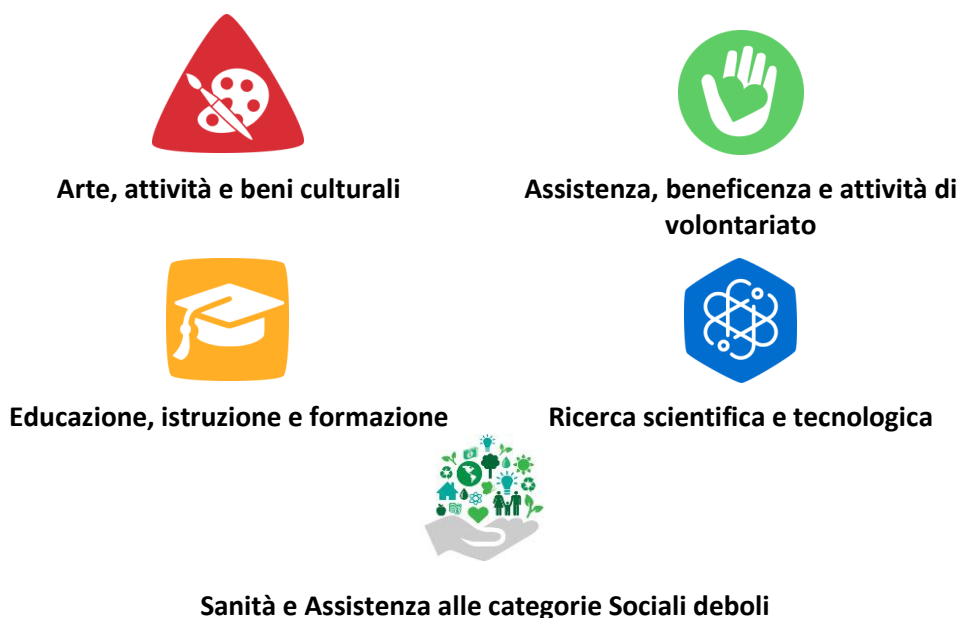 Arte, attività e beni culturali
Assistenza, beneficenza e attività di
volontariato
Educazione, istruzione e formazione
Ricerca scientifica e tecnologica
Sanità e Assistenza alle categorie Sociali deboli